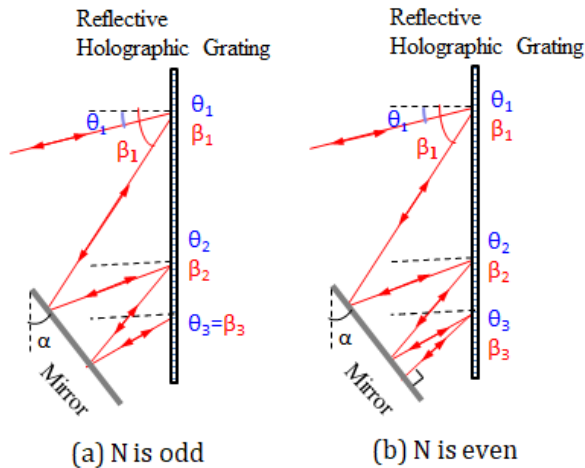 Reflective
Holographic Grating
θ1
θ1
β1
β1
θ2
β2
θ3=β3
α
Mirror
(a) N is odd
Reflective
Holographic Grating
θ1
θ1
β1
β1
θ2
β2
θ3
β3
α
Mirror
(b) N is even